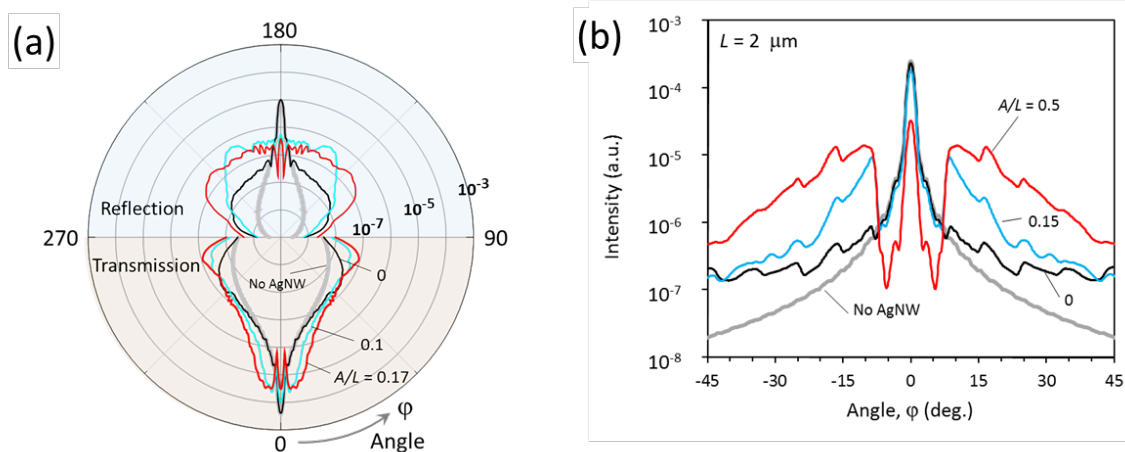 (a)
180
Reflection
10-3
10-5
10-7
270
90
Transmission
No AgNW
0
0.1
A/L = 0.17
φ
0
Angle
(b)
L = 2 μm
10-3
10-4
10-5
10-6
10-7
10-8
Intensity (a.u.)
A/L = 0.5
0.15
0
No AgNW
-45
-30
-15
0
15
30
45
Angle, φ (deg.)